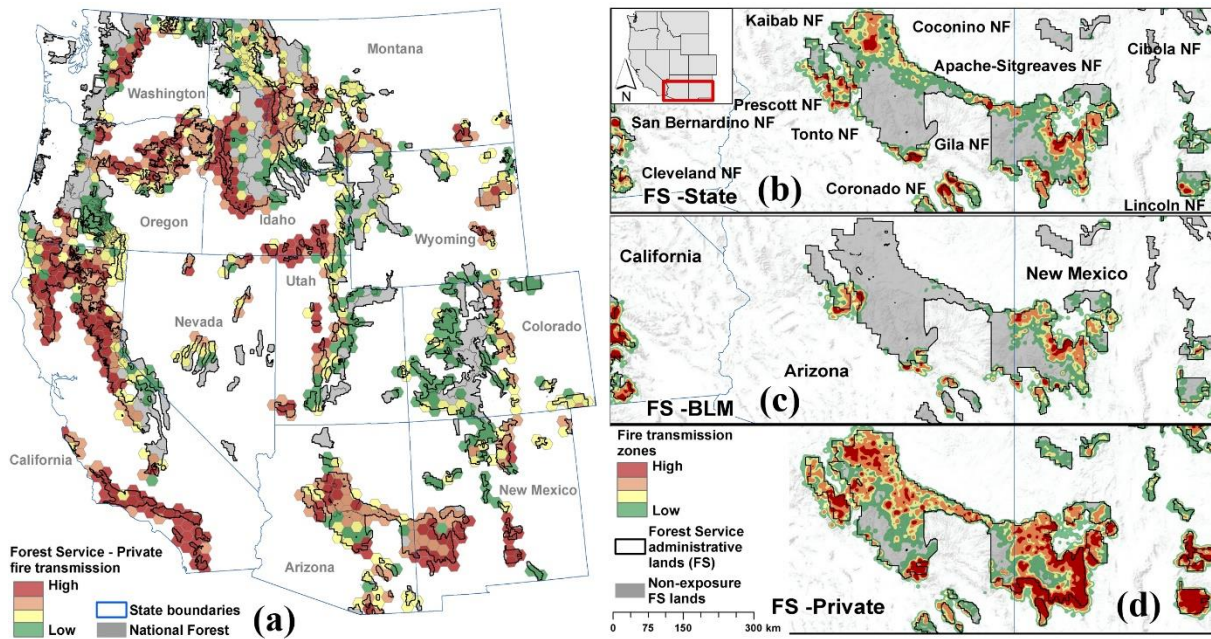 Montana
Washington
Oregon
Idaho
Wyoming
Utah
Nevada
Colorado
California
New Mexico
Arizona
Forest Service - Private
fire transmission
High
Low
State boundaries
National Forest
(a)
N
Kaibab NF
Coconino NF
Cibola NF
Apache-Sitgreaves NF
Prescott NF
San Bernardino NF
Tonto NF
Gila NF
Cleveland NF
Coronado NF
Lincoln NF
FS -State
(b)
California
New Mexico
Arizona
FS -BLM
(c)
Fire transmission
zones
High
Low
Forest Service
administrative
lands (FS)
Non-exposure
FS lands
0 75 150 300 km
FS -Private
(d)